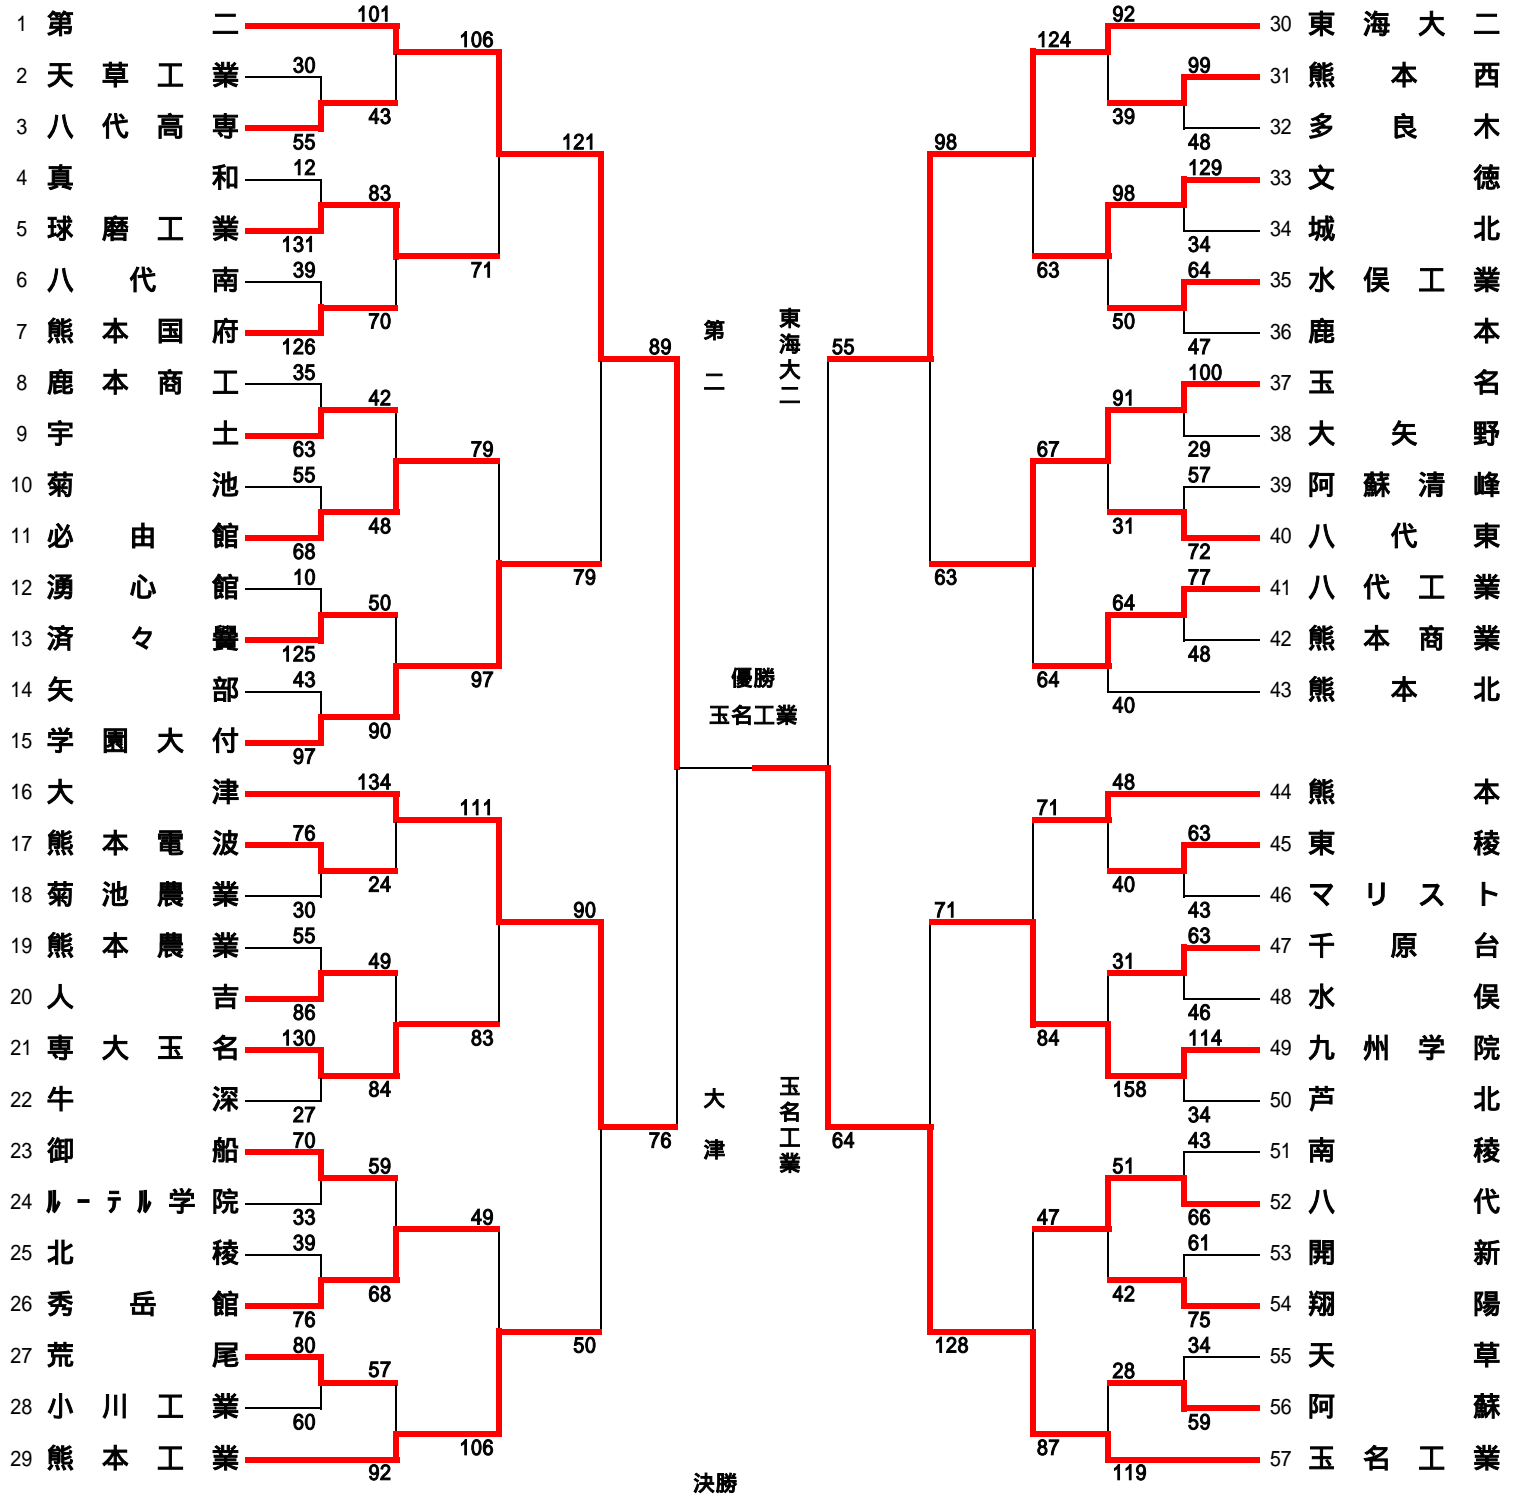 1 第二
2 天草工業
3 八代高専
4 真和
5 球磨工業
6 八代南
7 熊本国府
8 鹿本商工
9 宇土
10 菊池
11 必由館
12 湧心館
13 済々黌
14 矢部
15 学園大付
16 大津
17 熊本電波
18 菊池農業
19 熊本農業
20 人吉
21 専大玉名
22 牛深
23 御船
24 ﾙｰﾃﾙ学院
25 北稜
26 秀岳館
27 荒尾
28 小川工業
29 熊本工業
101
30
55
12
131
39
126
35
63
55
68
10
125
43
97
134
76
30
55
86
130
27
70
33
39
76
80
60
92
43
83
70
42
48
50
90
24
49
84
59
68
57
106
71
79
97
111
83
49
106
121
79
90
50
89
76
第二
東海大二
優勝
玉名工業
大津
玉名工業
決勝
55
64
98
63
71
128
124
63
67
64
71
84
47
87
92
39
98
50
91
31
64
40
48
40
31
158
51
42
28
119
99
48
129
34
64
47
100
29
57
72
77
48
63
43
63
46
114
34
43
66
61
75
34
59
30 東海大二
31 熊本西
32 多良木
33 文徳
34 城北
35 水俣工業
36 鹿本
37 玉名
38 大矢野
39 阿蘇清峰
40 八代東
41 八代工業
42 熊本商業
43 熊本北
44 熊本
45 東稜
46 マリスト
47 千原台
48 水俣
49 九州学院
50 芦北
51 南稜
52 八代
53 開新
54 翔陽
55 天草
56 阿蘇
57 玉名工業